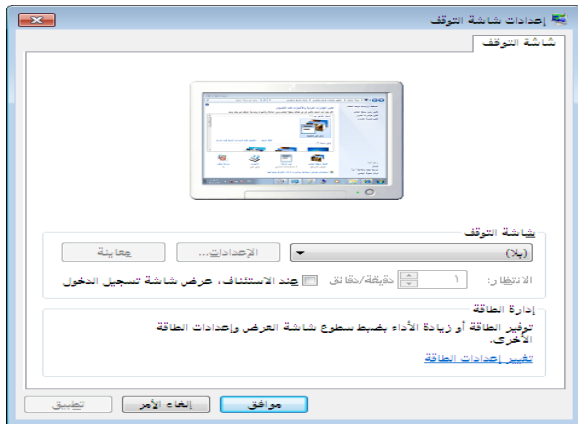 إعدادات شاشة التوقف
شاشة التوقف
شاشة التوقف
(بلا)
الإعدادات...
معاينة
الانتظار: ١ دقيقة/دقائق عند الاستئناف، عرض شاشة تسجيل الدخول
إدارة الطاقة
توفير الطاقة أو زيادة الأداء بضبط سطوع شاشة العرض وإعدادات الطاقة
الأخرى.
تغيير إعدادات الطاقة
موافق إلغاء الأمر تطبيق